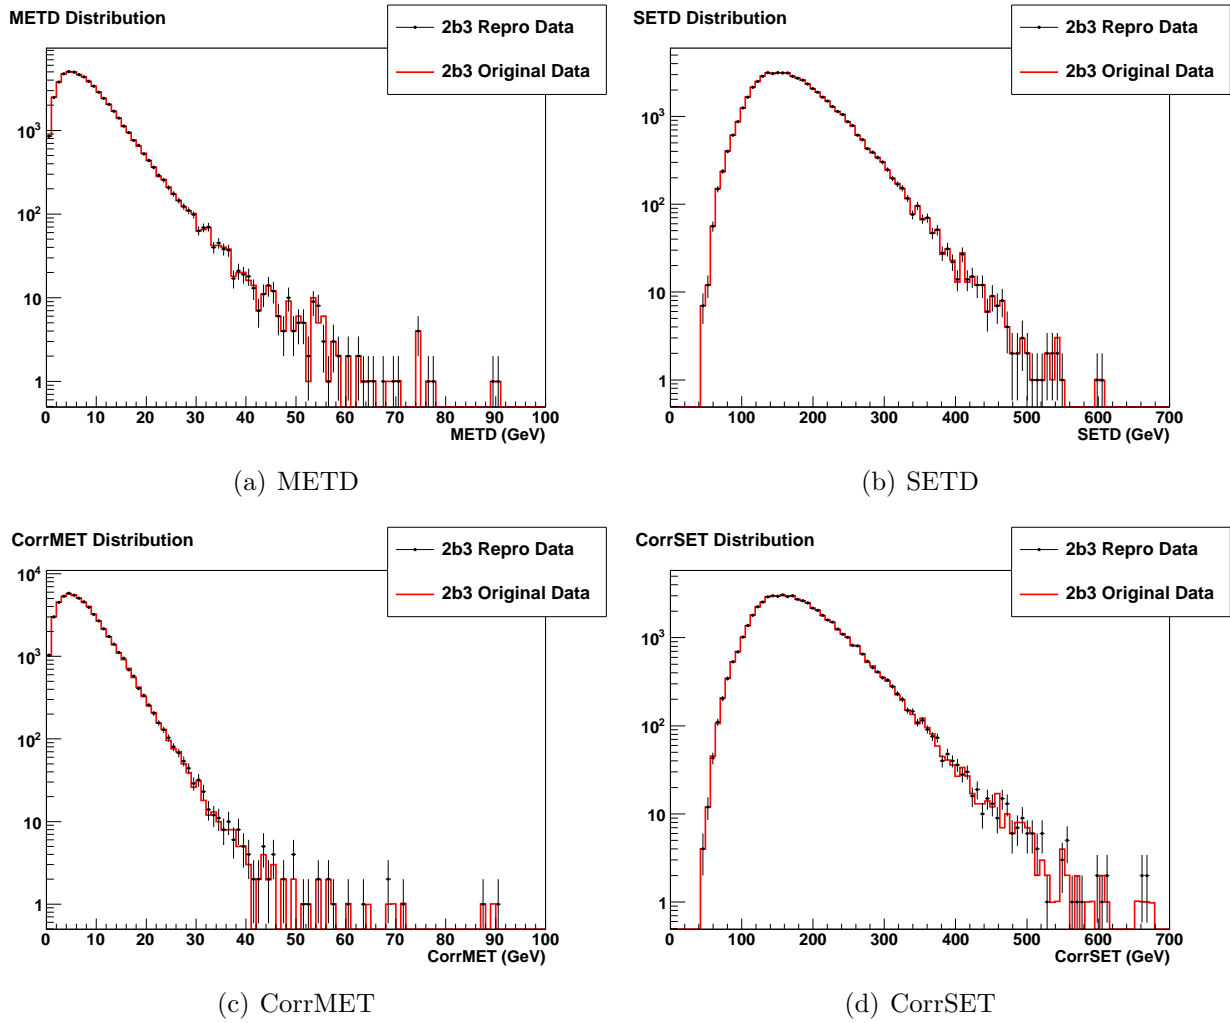 METD Distribution
2b3 Repro Data
2b3 Original Data
10³
10²
10
1
0 10 20 30 40 50 60 70 80 90 100
METD (GeV)
(a) METD
SETD Distribution
2b3 Repro Data
2b3 Original Data
10³
10²
10
1
0 100 200 300 400 500 600 700
SETD (GeV)
(b) SETD
CorrMET Distribution
2b3 Repro Data
2b3 Original Data
10⁴
10³
10²
10
1
0 10 20 30 40 50 60 70 80 90 100
CorrMET (GeV)
(c) CorrMET
CorrSET Distribution
2b3 Repro Data
2b3 Original Data
10³
10²
10
1
0 100 200 300 400 500 600 700
CorrSET (GeV)
(d) CorrSET